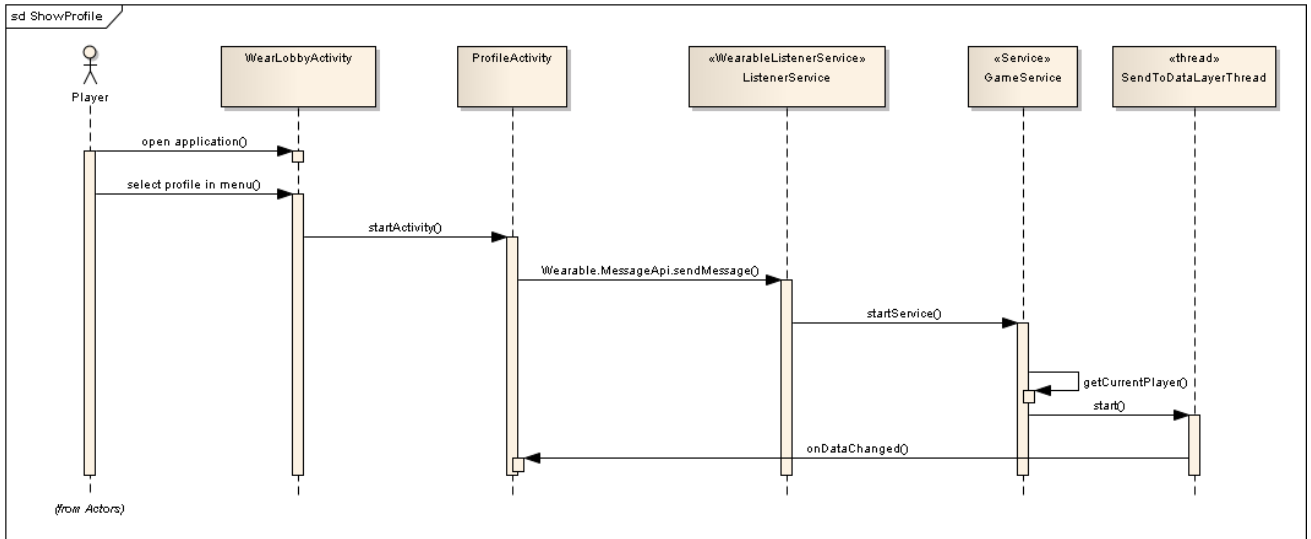 sd ShowProfile
Player
WearLobbyActivity
ProfileActivity
«WearableListenerService»
ListenerService
«Service»
GameService
«thread»
SendToDataLayerThread
open application()
select profile in menu()
startActivity()
Wearable.MessageApi.sendMessage()
startService()
getCurrentPlayer()
start()
onDataChanged()
(from Actors)